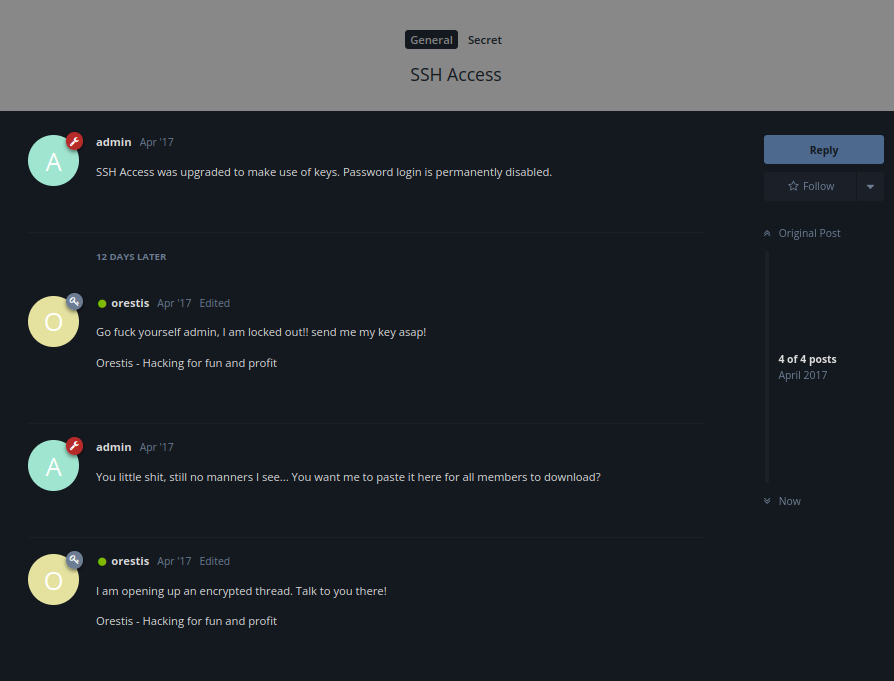 General Secret
SSH Access
A
admin Apr '17
SSH Access was upgraded to make use of keys. Password login is permanently disabled.
Reply
Follow
Original Post
12 DAYS LATER
O
orestis Apr '17 Edited
Go fuck yourself admin, I am locked out!! send me my key asap!
Orestis - Hacking for fun and profit
4 of 4 posts
April 2017
A
admin Apr '17
You little shit, still no manners I see... You want me to paste it here for all members to download?
Now
O
orestis Apr '17 Edited
I am opening up an encrypted thread. Talk to you there!
Orestis - Hacking for fun and profit